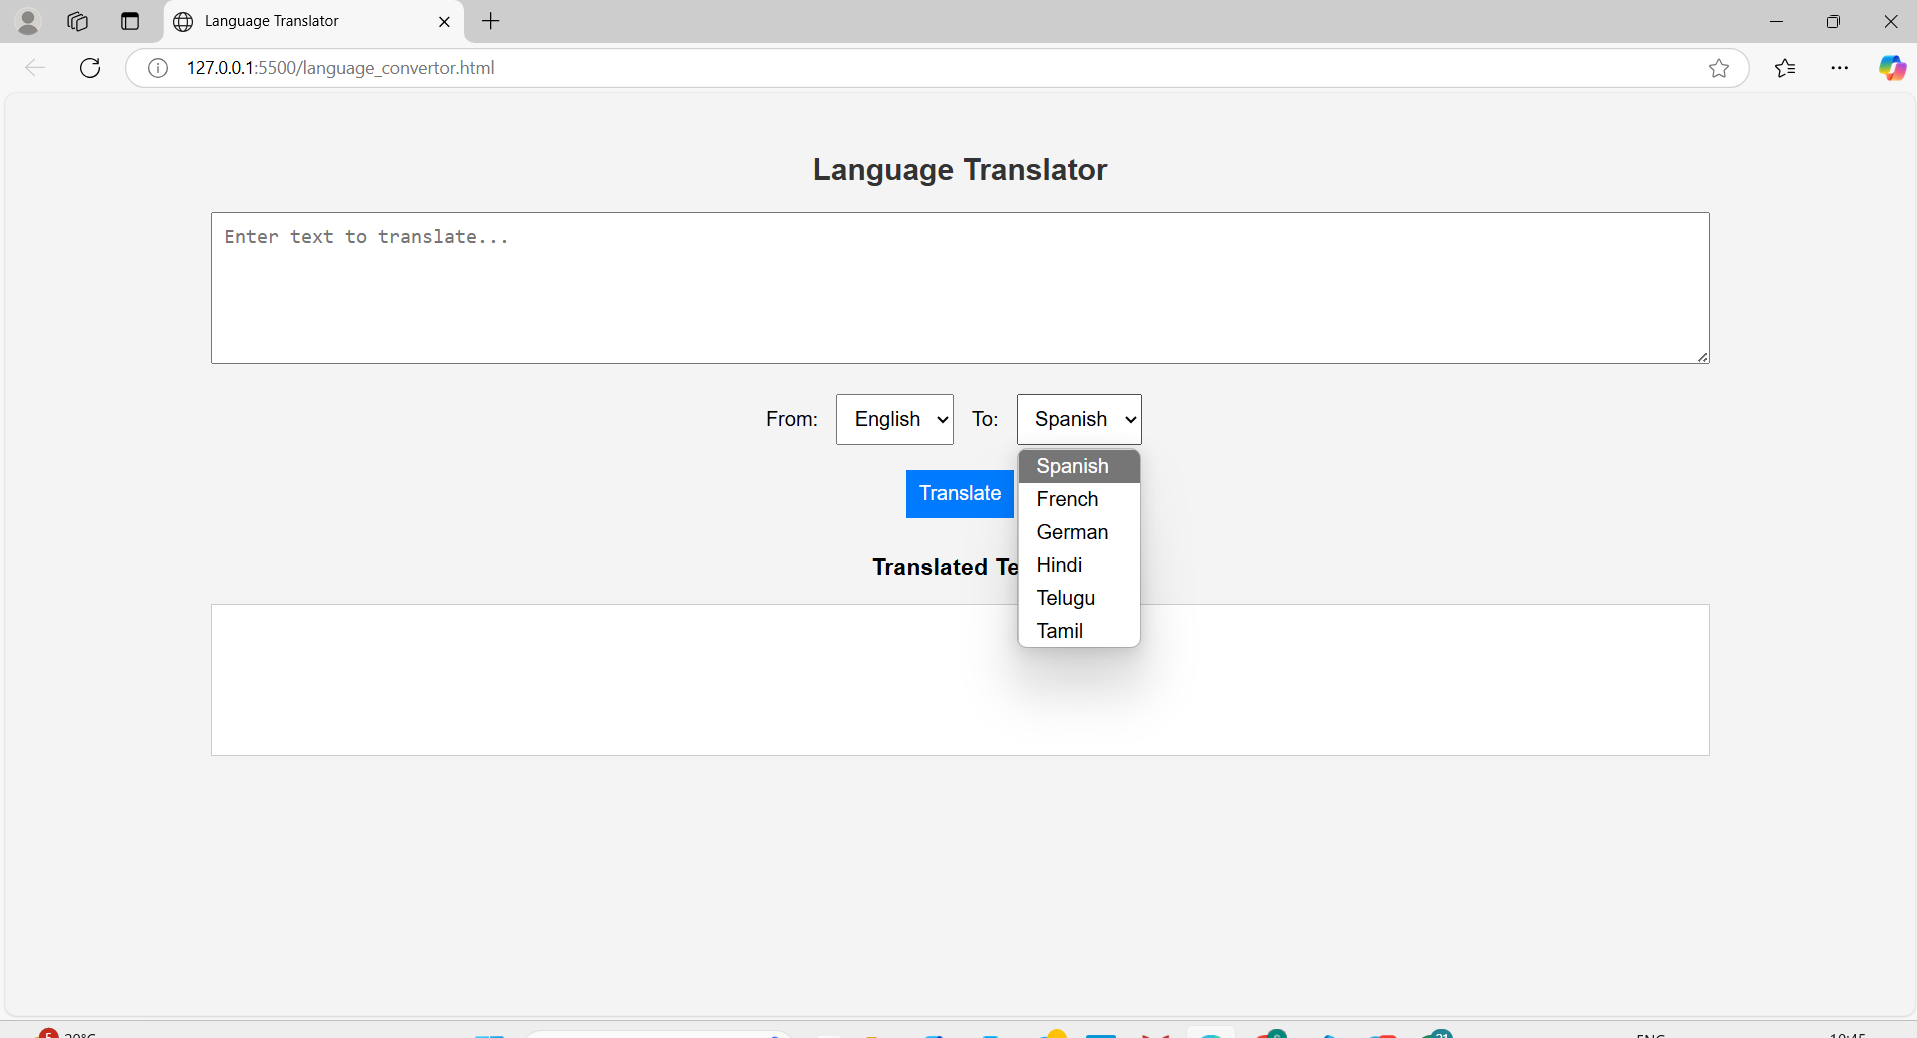 Language Translator
127.0.0.1:5500/language_convertor.html
Language Translator
Enter text to translate...
From: English To: Spanish
Spanish
Translate
French
German
Translated Te
Hindi
Telugu
Tamil